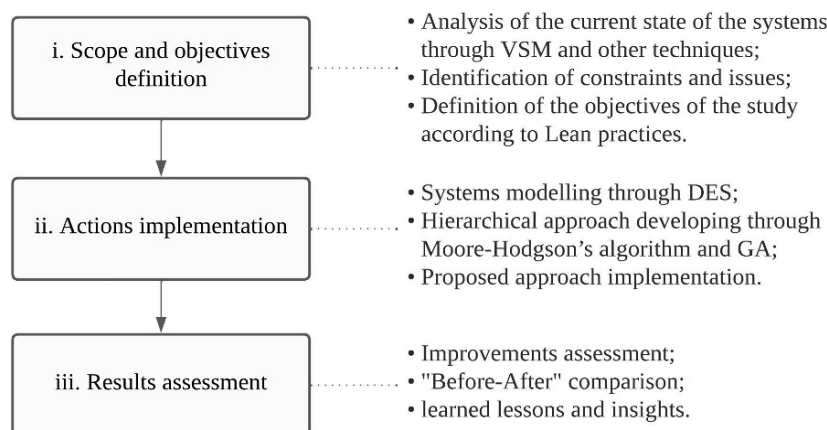 i. Scope and objectives
definition
• Analysis of the current state of the systems
through VSM and other techniques;
• Identification of constraints and issues;
• Definition of the objectives of the study
according to Lean practices.
ii. Actions implementation
• Systems modelling through DES;
• Hierarchical approach developing through
Moore-Hodgson’s algorithm and GA;
• Proposed approach implementation.
iii. Results assessment
• Improvements assessment;
• "Before-After" comparison;
• learned lessons and insights.